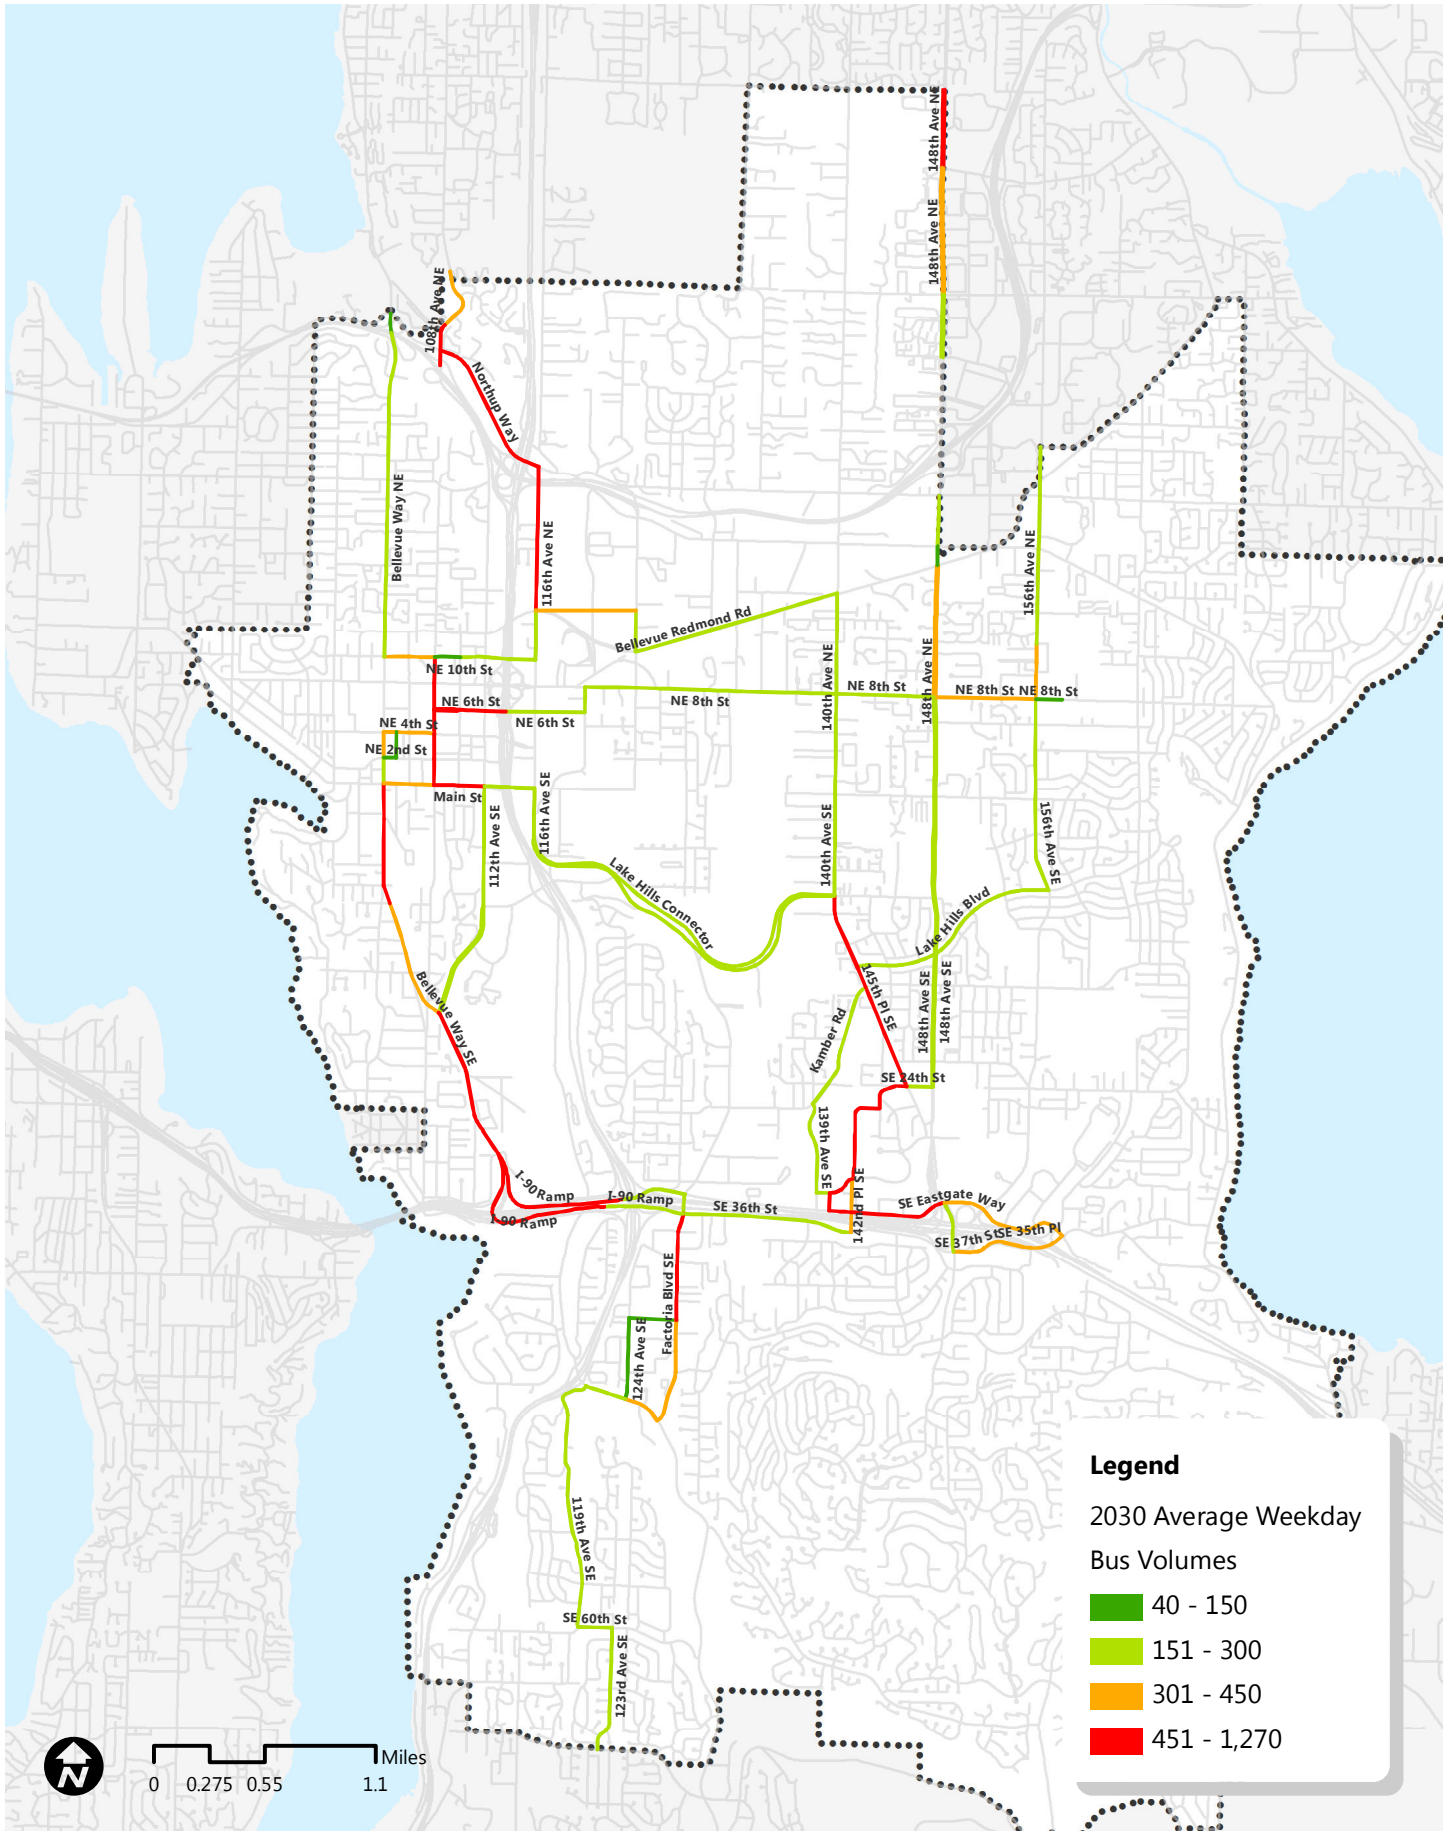 148th Ave NE
148th Ave NE
108th Ave NE
Northup Way
Bellevue Way NE
116th Ave NE
156th Ave NE
Bellevue Redmond Rd
NE 10th St
140th Ave NE
148th Ave NE
NE 8th St
NE 8th St
NE 8th St
NE 8th St
NE 6th St
NE 6th St
NE 4th St
NE 2nd St
Main St
116th Ave SE
112th Ave SE
140th Ave SE
156th Ave SE
Lake Hills Connector
Lake Hills Blvd
145th Pl SE
148th Ave SE
148th Ave SE
Bellevue Way SE
Kamber Rd
SE 24th St
139th Ave SE
142nd Pl SE
I-90 Ramp
I-90 Ramp
I-90 Ramp
SE 36th St
SE Eastgate Way
SE 37th St
SE 35th Pl
Factoria Blvd SE
124th Ave SE
119th Ave SE
SE 60th St
123rd Ave SE
Legend
2030 Average Weekday
Bus Volumes
40 - 150
151 - 300
301 - 450
451 - 1,270
N
Miles
0 0.275 0.55 1.1